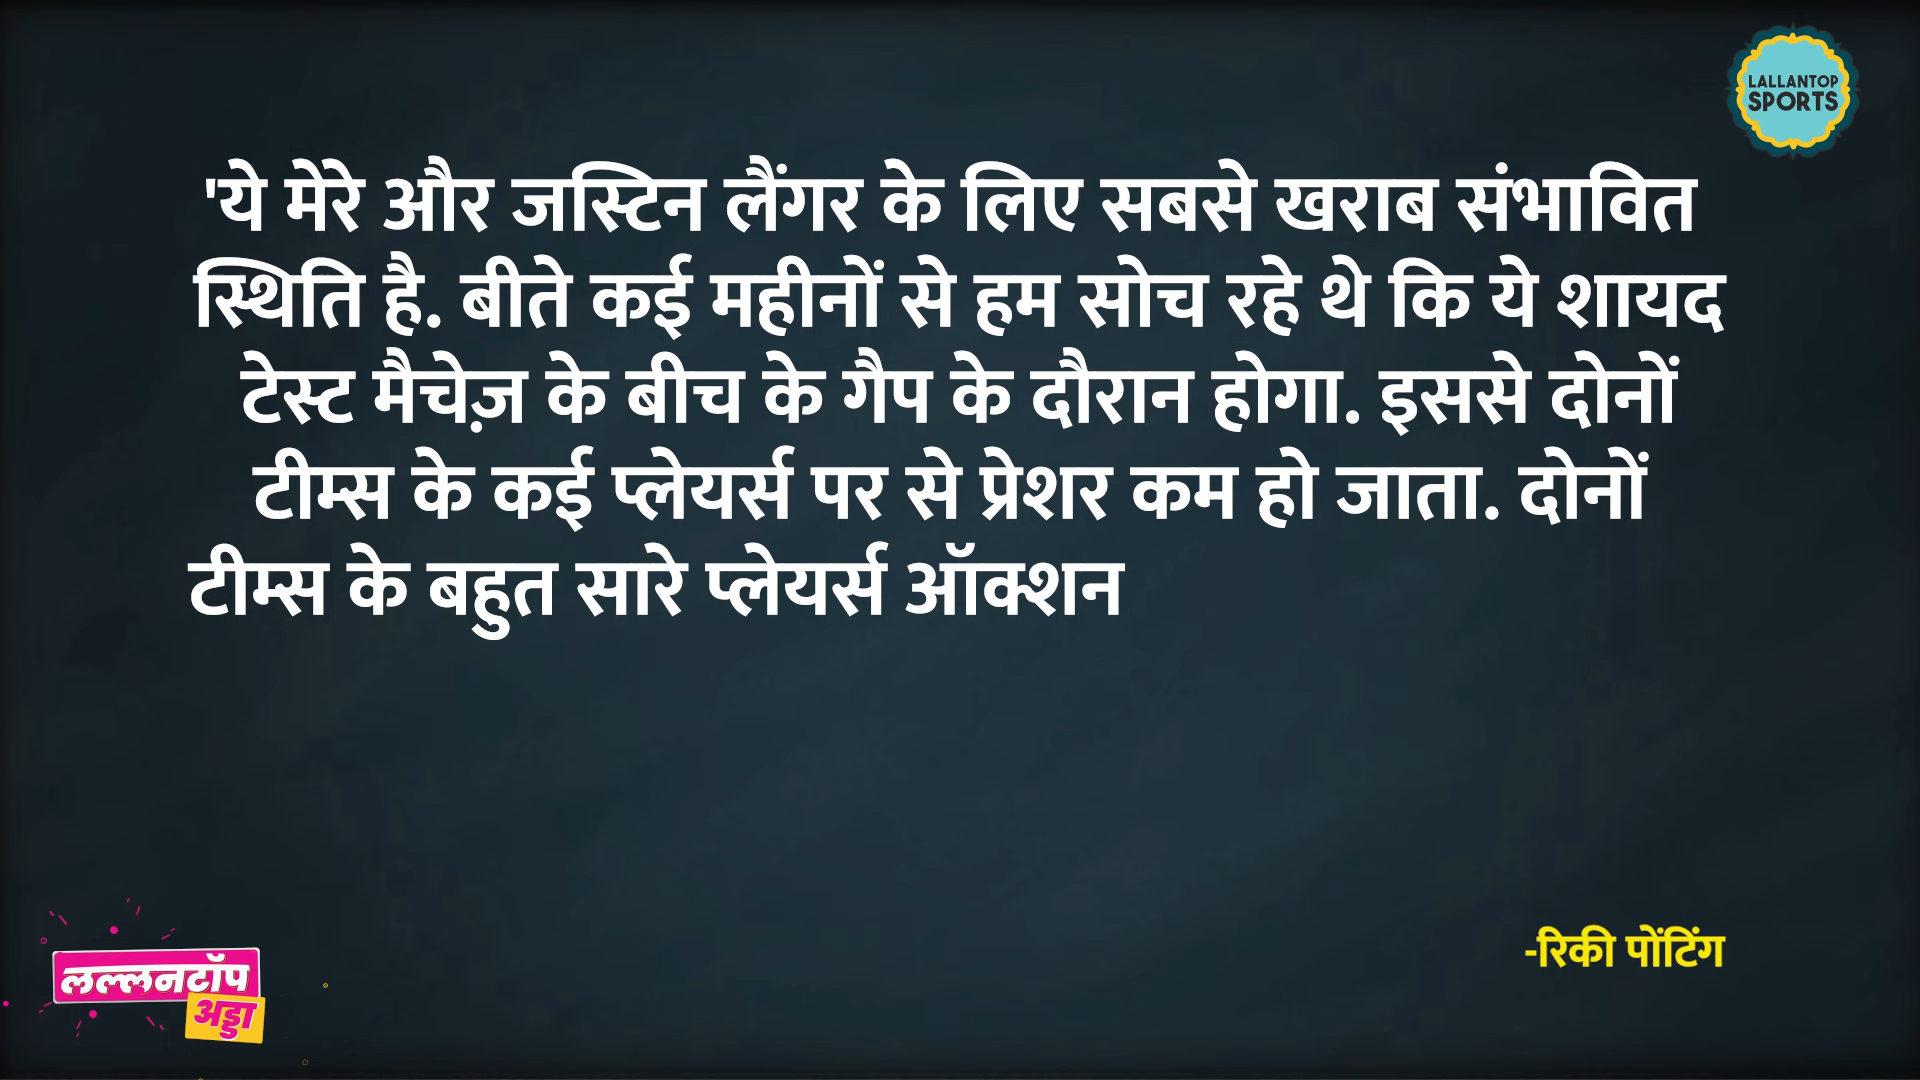 LALLANTOP
SPORTS
'ये मेरे और जस्टिन लैंगर के लिए सबसे खराब संभावित
स्थिति है. बीते कई महीनों से हम सोच रहे थे कि ये शायद
टेस्ट मैचेज़ के बीच के गैप के दौरान होगा. इससे दोनों
टीम्स के कई प्लेयर्स पर से प्रेशर कम हो जाता. दोनों
टीम्स के बहुत सारे प्लेयर्स ऑक्शन
-रिकी पोंटिंग
लल्लनटॉप
अड्डा